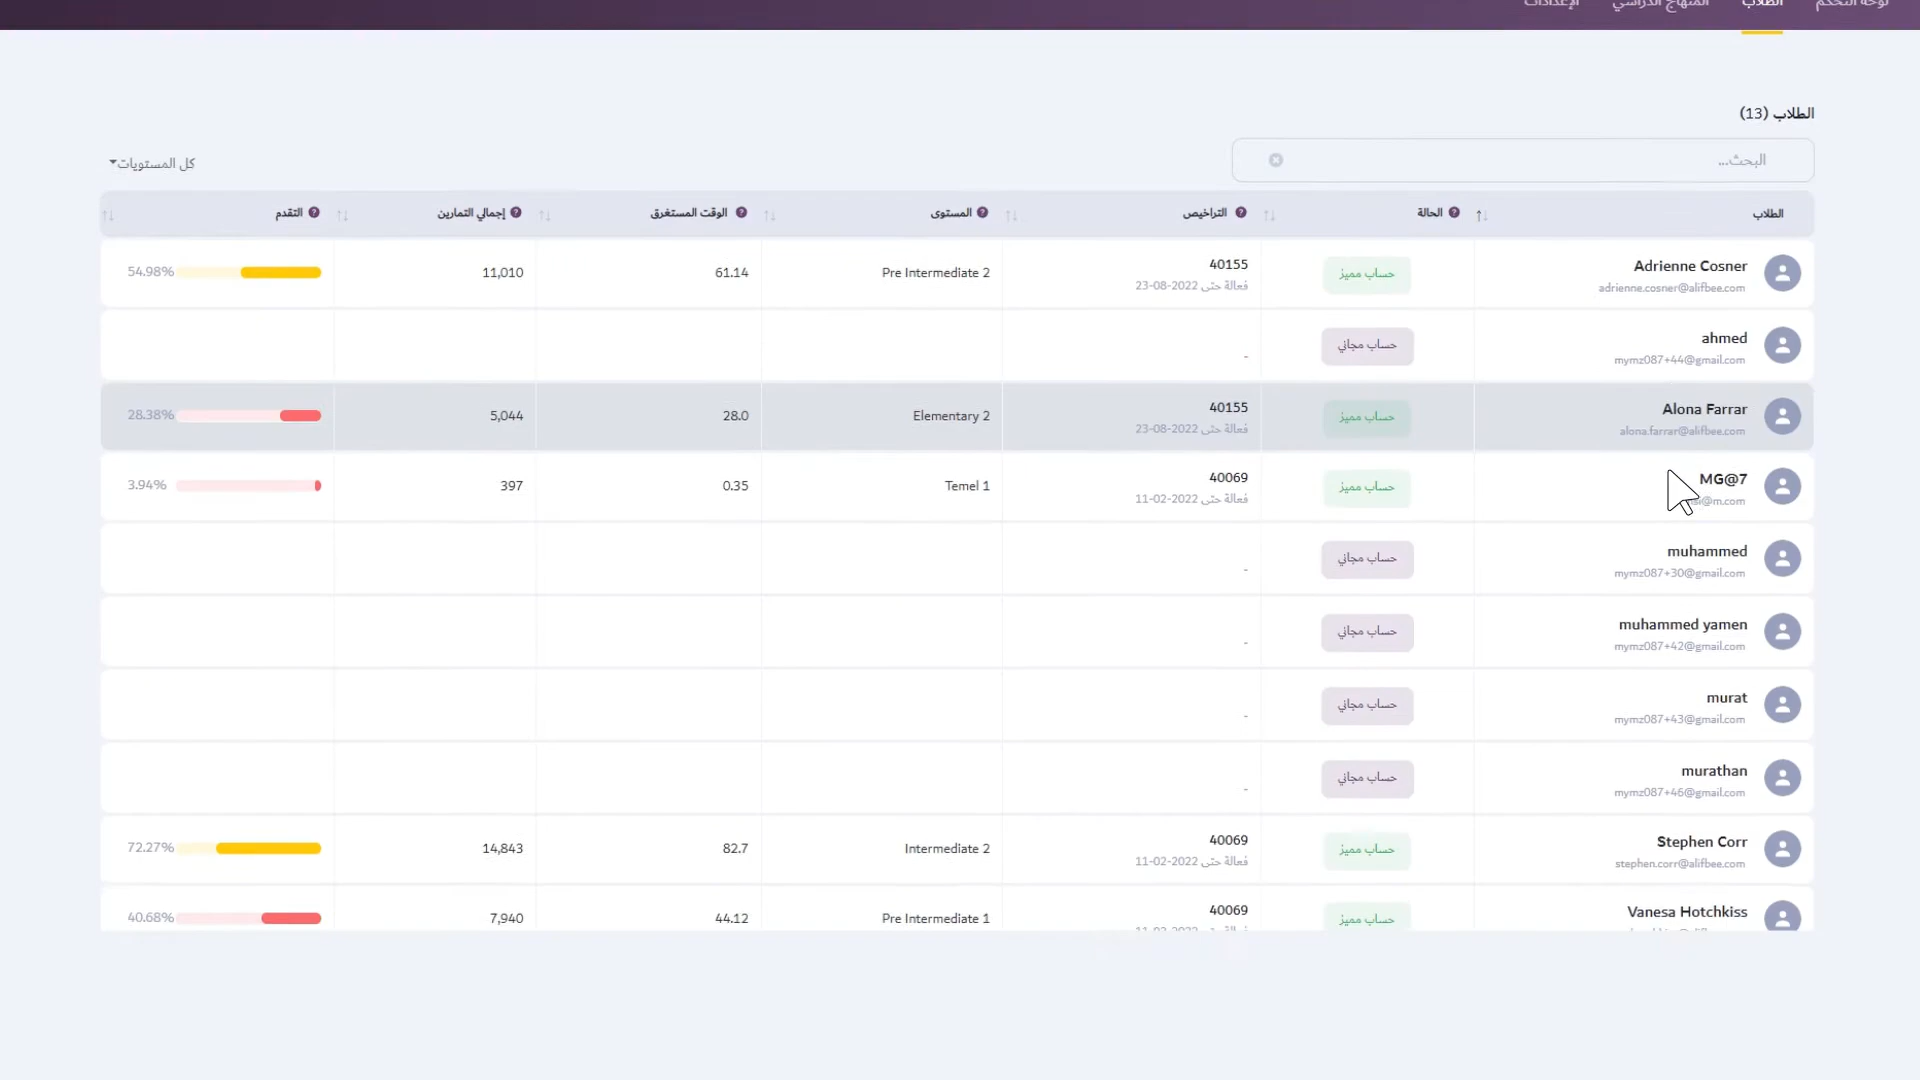 لوحة التحكم الطلاب المنهاج الدراسي الإعدادات
الطلاب (13)
البحث...
كل المستويات
الطلاب الحالة التراخيص المستوى الوقت المستغرق إجمالي التمارين التقدم
Adrienne Cosner
adrienne.cosner@alifbee.com
حساب مميز
40155
فعالة حتى 2022-08-23
Pre Intermediate 2
61.14
11,010
54.98%
ahmed
mymz087+44@gmail.com
حساب مجاني
-
Alona Farrar
alona.farrar@alifbee.com
حساب مميز
40155
فعالة حتى 2022-08-23
Elementary 2
28.0
5,044
28.38%
MG@7
@m.com
حساب مميز
40069
فعالة حتى 2022-02-11
Temel 1
0.35
397
3.94%
muhammed
mymz087+30@gmail.com
حساب مجاني
-
muhammed yamen
mymz087+42@gmail.com
حساب مجاني
-
murat
mymz087+43@gmail.com
حساب مجاني
-
murathan
mymz087+46@gmail.com
حساب مجاني
-
Stephen Corr
stephen.corr@alifbee.com
حساب مميز
40069
فعالة حتى 2022-02-11
Intermediate 2
82.7
14,843
72.27%
Vanesa Hotchkiss
حساب مميز
40069
Pre Intermediate 1
44.12
7,940
40.68%